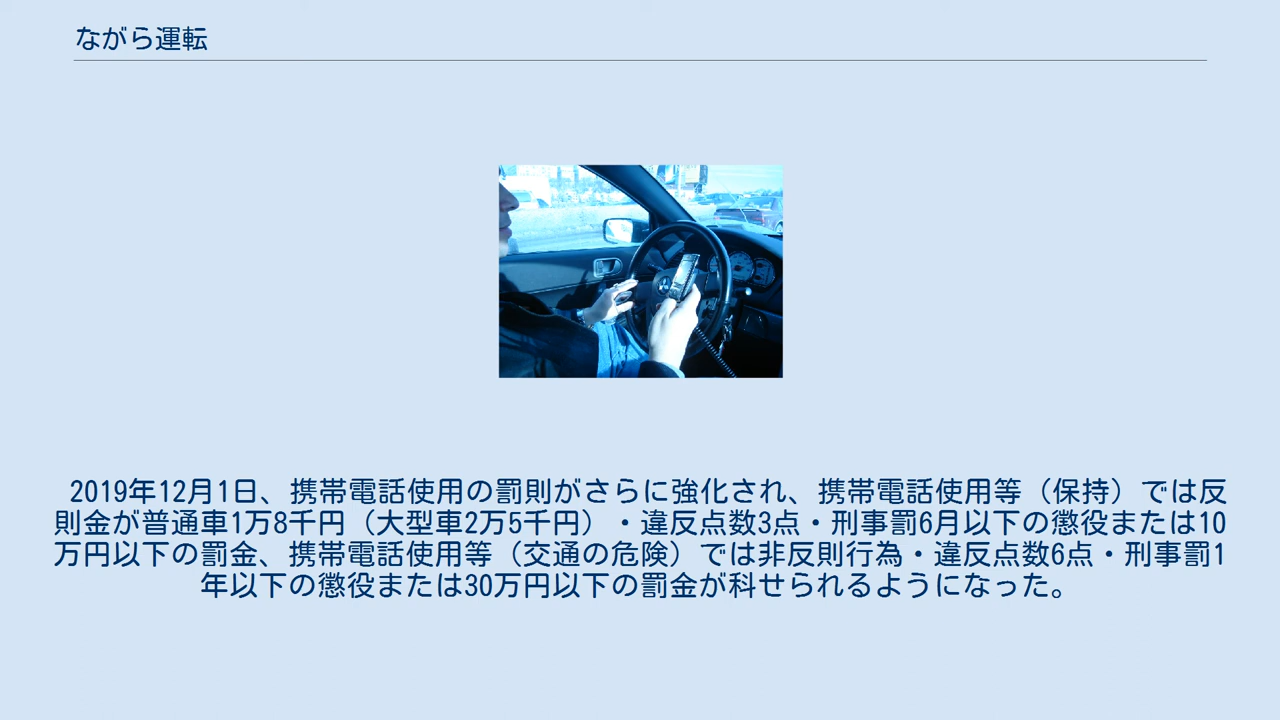 ながら運転
2019年12月1日、携帯電話使用の罰則がさらに強化され、携帯電話使用等（保持）では反
則金が普通車1万8千円（大型車2万5千円）・違反点数3点・刑事罰6月以下の懲役または10
万円以下の罰金、携帯電話使用等（交通の危険）では非反則行為・違反点数6点・刑事罰1
年以下の懲役または30万円以下の罰金が科せられるようになった。